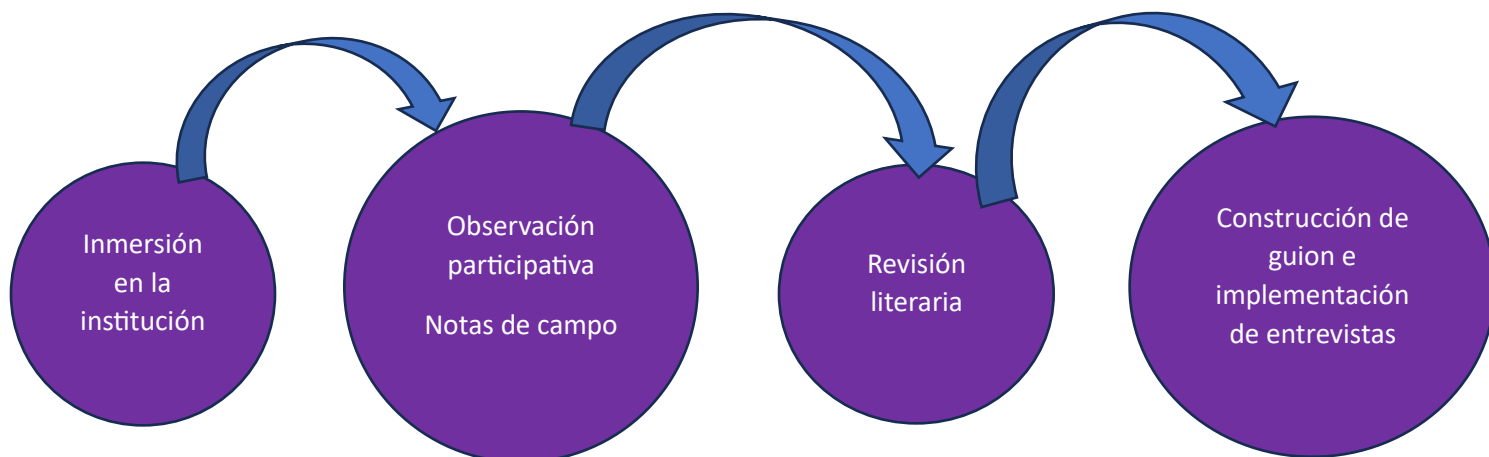 Inmersión
en la
institución
Observación
participativa
Notas de campo
Revisión
literaria
Construcción de
guion e
implementación
de entrevistas